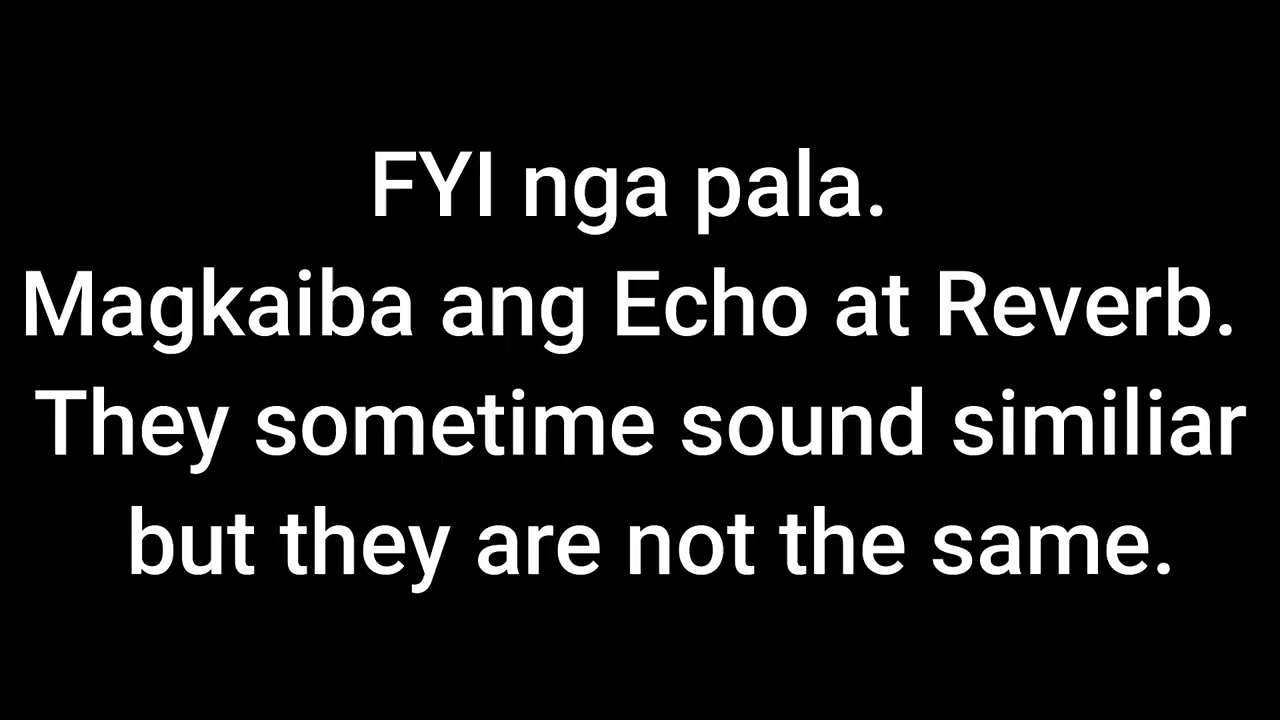 FYI nga pala.
Magkaiba ang Echo at Reverb.
They sometime sound similiar
but they are not the same.